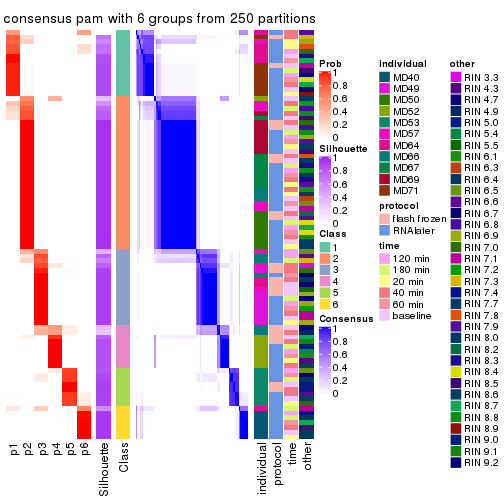 consensus pam with 6 groups from 250 partitions
Prob
1
0.8
0.6
0.4
0.2
0
Silhouette
1
0.8
0.6
0.4
0.2
0
Class
1
2
3
4
5
6
Consensus
1
0.8
0.6
0.4
0.2
0
individual
MD40
MD49
MD50
MD52
MD53
MD57
MD64
MD66
MD67
MD69
MD71
protocol
flash frozen
RNAlater
time
120 min
180 min
20 min
40 min
60 min
baseline
other
RIN 3.3
RIN 4.3
RIN 4.7
RIN 4.9
RIN 5.0
RIN 5.4
RIN 5.5
RIN 6.1
RIN 6.3
RIN 6.4
RIN 6.5
RIN 6.6
RIN 6.7
RIN 6.8
RIN 6.9
RIN 7.0
RIN 7.1
RIN 7.2
RIN 7.3
RIN 7.4
RIN 7.7
RIN 7.8
RIN 7.9
RIN 8.0
RIN 8.2
RIN 8.3
RIN 8.4
RIN 8.5
RIN 8.6
RIN 8.7
RIN 8.8
RIN 8.9
RIN 9.0
RIN 9.1
RIN 9.2
p1
p2
p3
p4
p5
p6
Silhouette
Class
individual
protocol
time
other